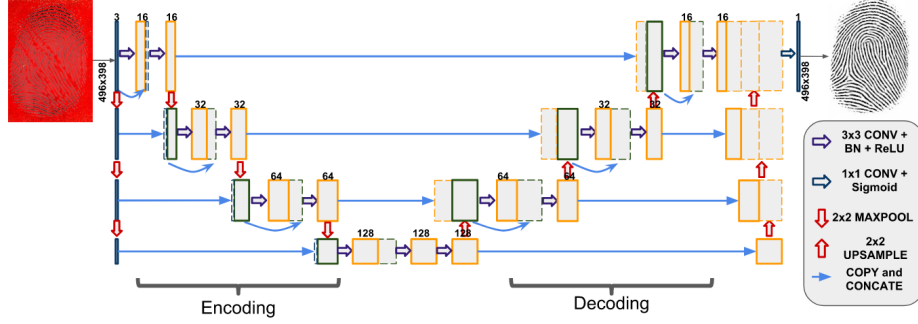 3 16 16 16 16 1
496x398
496x398
32 32 32 32
64 64 64 64
128 128 128
Encoding
Decoding
3x3 CONV +
BN + ReLU
1x1 CONV +
Sigmoid
2x2 MAXPOOL
2x2
UPSAMPLE
COPY and
CONCATE